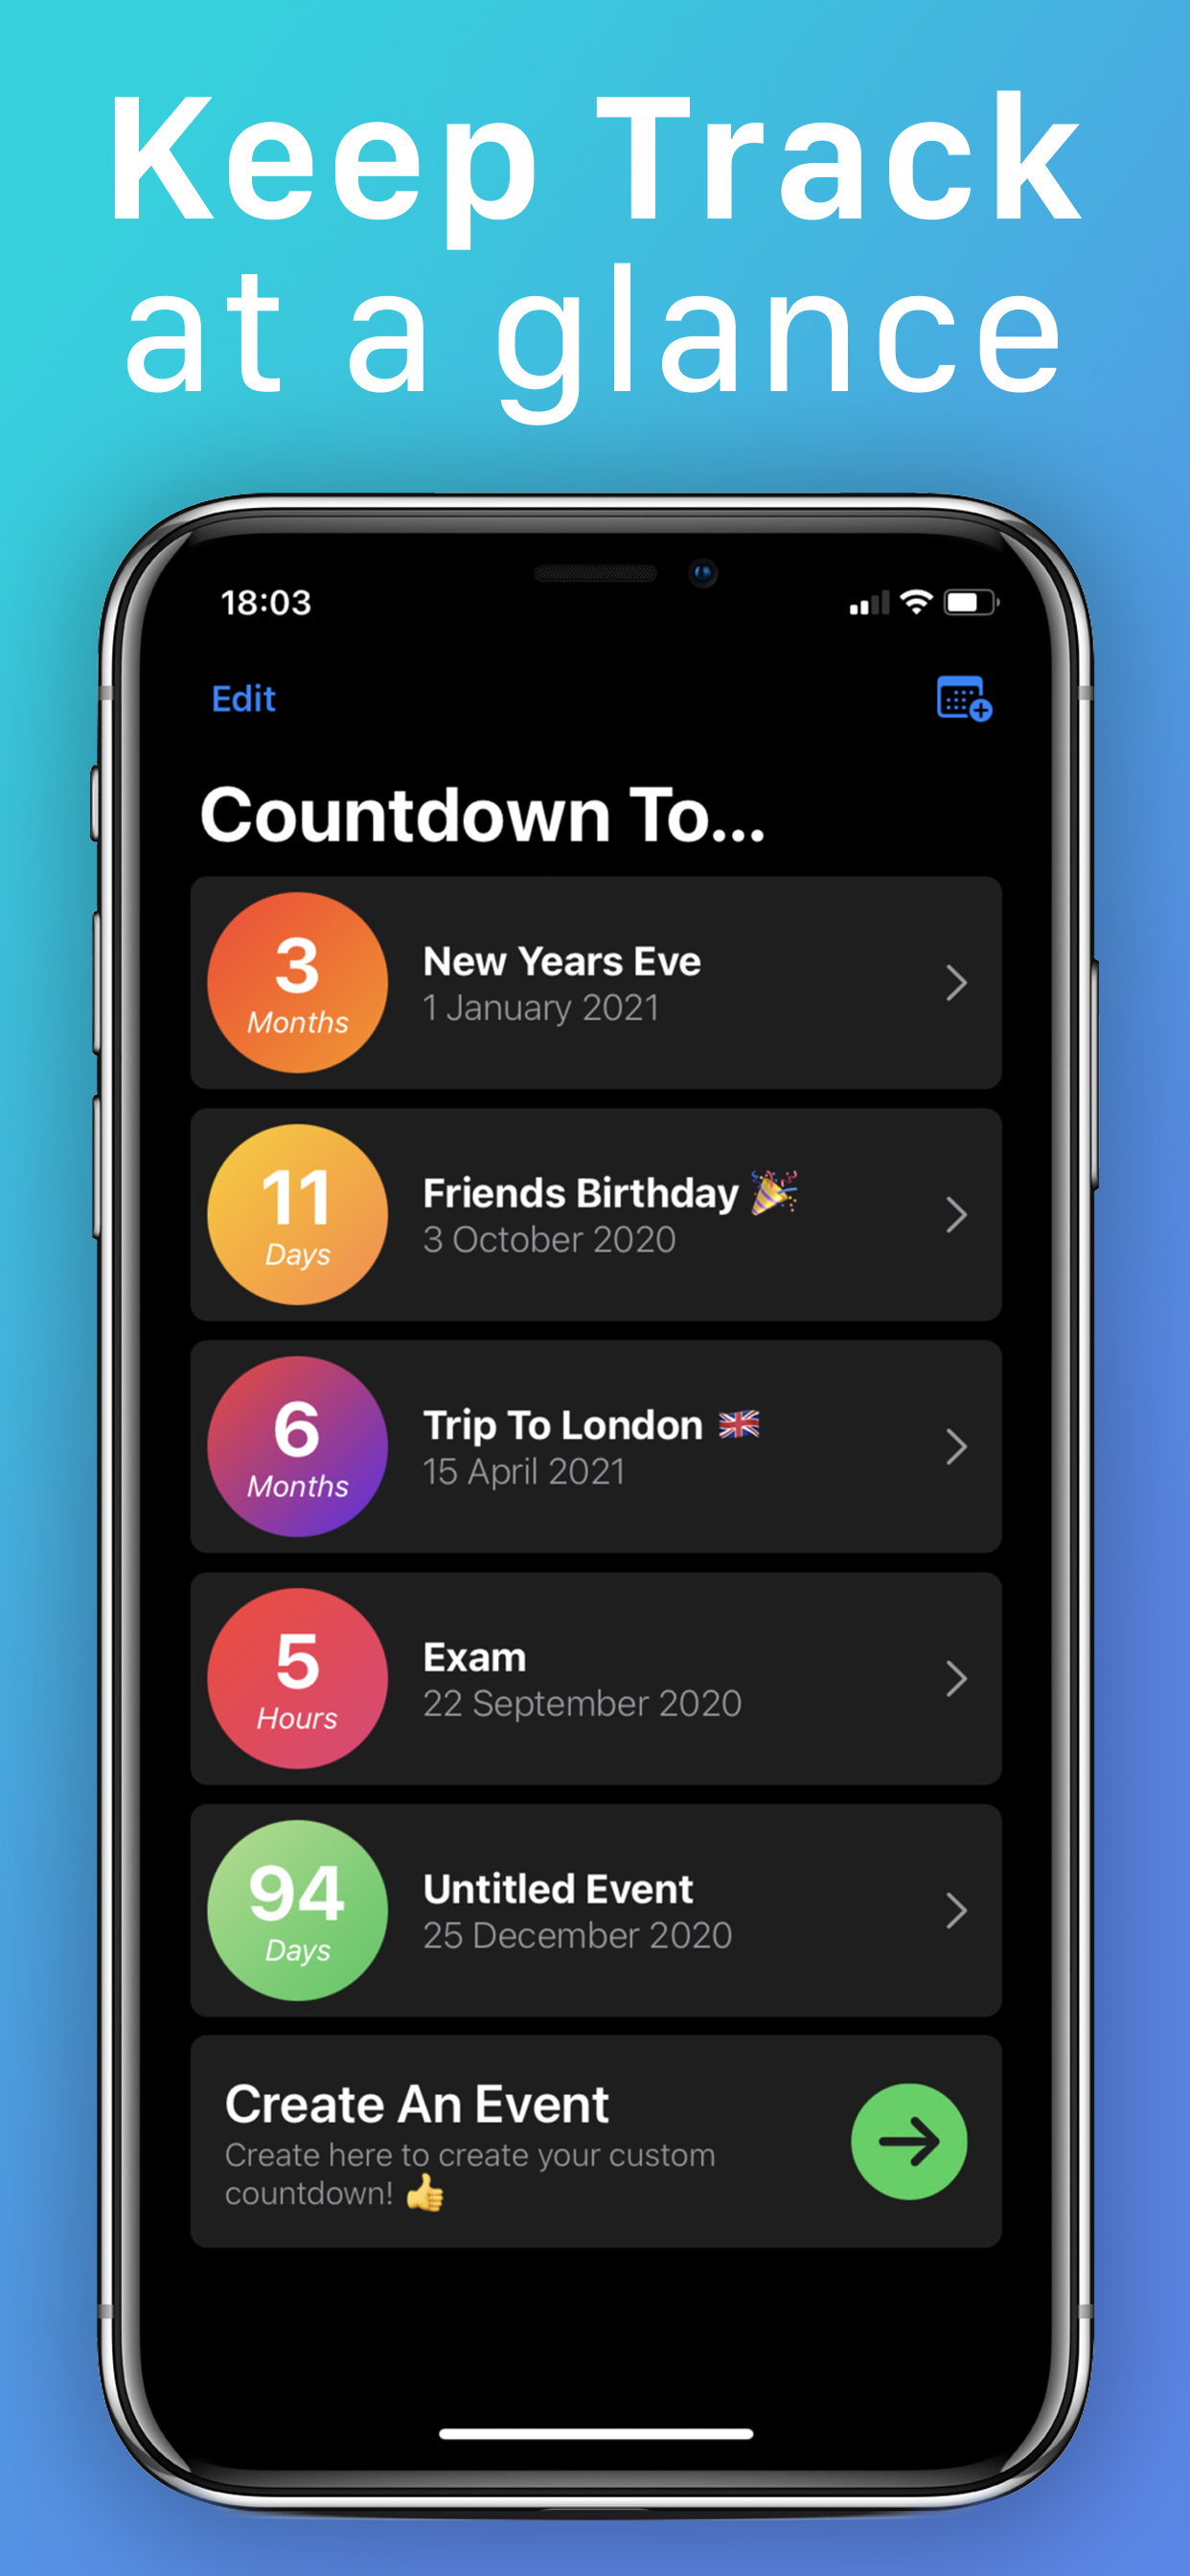 Keep Track
at a glance
18:03
Edit
Countdown To...
3
Months
New Years Eve
1 January 2021
11
Days
Friends Birthday 🎉
3 October 2020
6
Months
Trip To London 🇬🇧
15 April 2021
5
Hours
Exam
22 September 2020
94
Days
Untitled Event
25 December 2020
Create An Event
Create here to create your custom
countdown! 👍